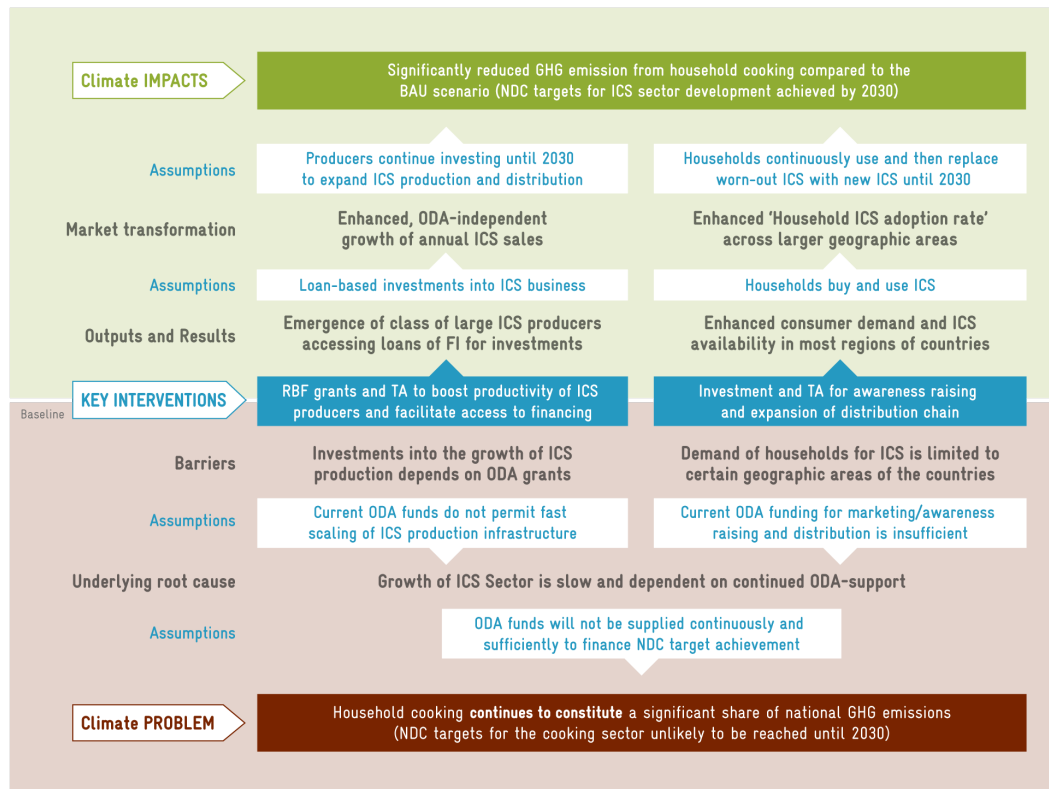 Climate IMPACTS
Significantly reduced GHG emission from household cooking compared to the
BAU scenario (NDC targets for ICS sector development achieved by 2030)
Assumptions
Producers continue investing until 2030
to expand ICS production and distribution
Households continuously use and then replace
worn-out ICS with new ICS until 2030
Market transformation
Enhanced, ODA-independent
growth of annual ICS sales
Enhanced ‘Household ICS adoption rate’
across larger geographic areas
Assumptions
Loan-based investments into ICS business
Households buy and use ICS
Outputs and Results
Emergence of class of large ICS producers
accessing loans of FI for investments
Enhanced consumer demand and ICS
availability in most regions of countries
KEY INTERVENTIONS
RBF grants and TA to boost productivity of ICS
producers and facilitate access to financing
Investment and TA for awareness raising
and expansion of distribution chain
Baseline
Barriers
Investments into the growth of ICS
production depends on ODA grants
Demand of households for ICS is limited to
certain geographic areas of the countries
Assumptions
Current ODA funds do not permit fast
scaling of ICS production infrastructure
Current ODA funding for marketing/awareness
raising and distribution is insufficient
Underlying root cause
Growth of ICS Sector is slow and dependent on continued ODA-support
Assumptions
ODA funds will not be supplied continuously and
sufficiently to finance NDC target achievement
Climate PROBLEM
Household cooking continues to constitute a significant share of national GHG emissions
(NDC targets for the cooking sector unlikely to be reached until 2030)